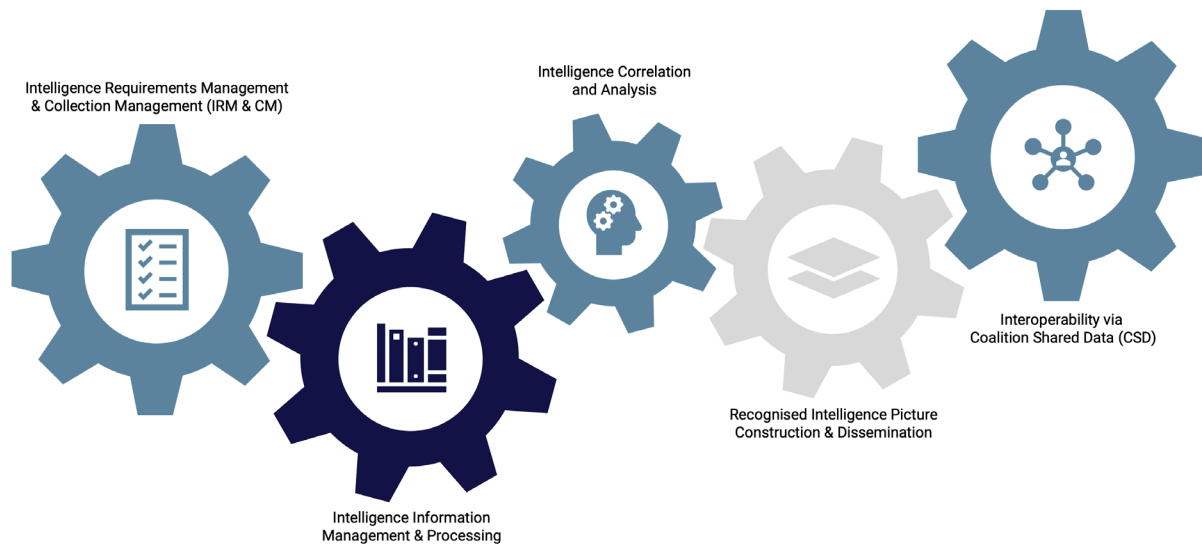 Intelligence Requirements Management
& Collection Management (IRM & CM)
Intelligence Information
Management & Processing
Intelligence Correlation
and Analysis
Recognised Intelligence Picture
Construction & Dissemination
Interoperability via
Coalition Shared Data (CSD)